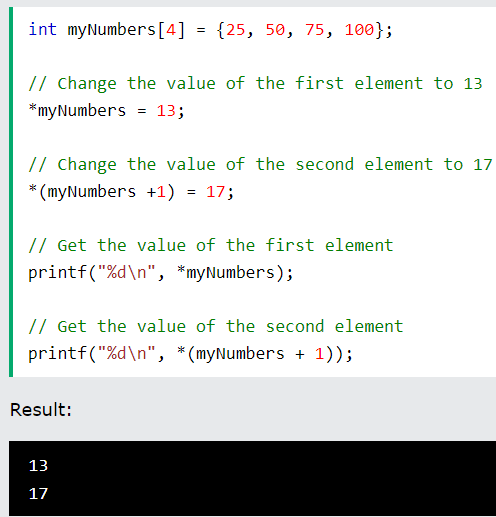 int myNumbers[4] = {25, 50, 75, 100};
// Change the value of the first element to 13
*myNumbers = 13;
// Change the value of the second element to 17
*(myNumbers +1) = 17;
// Get the value of the first element
printf("%d\n", *myNumbers);
// Get the value of the second element
printf("%d\n", *(myNumbers + 1));
Result:
13
17